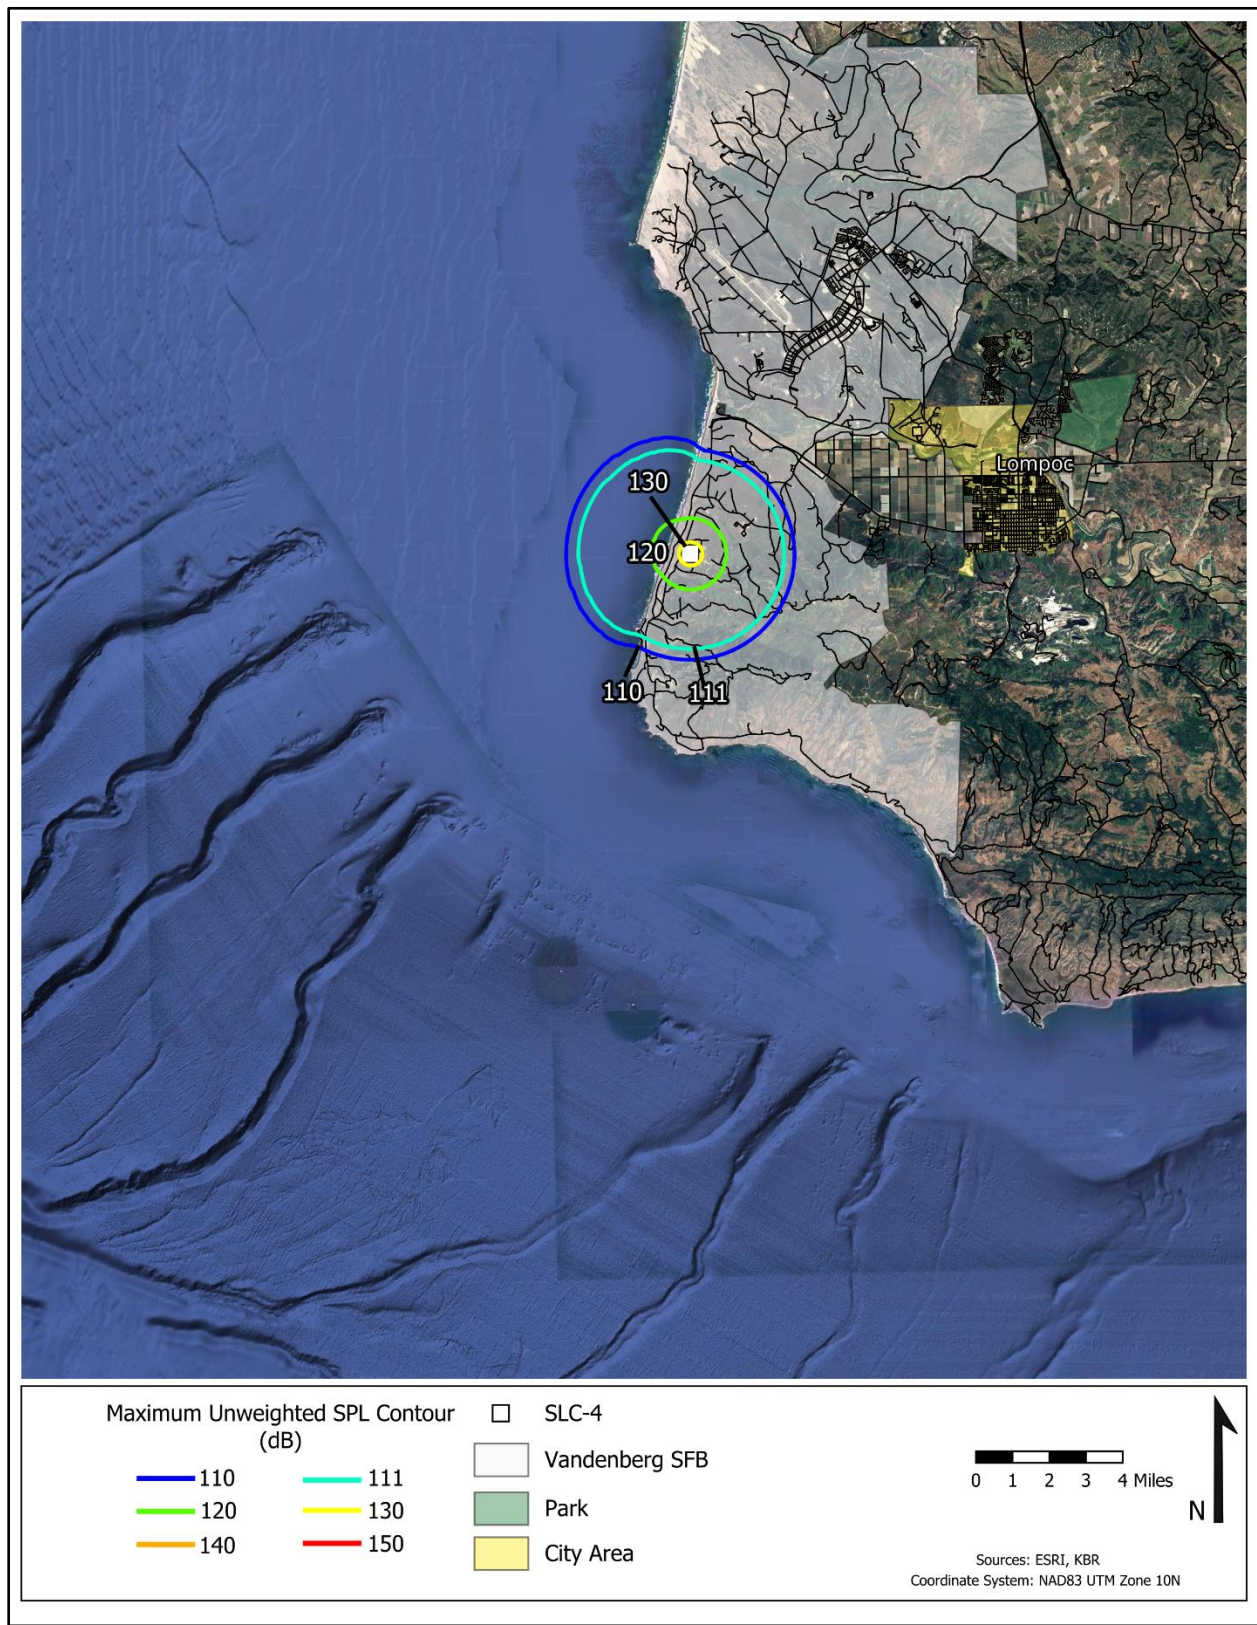 Lompoc
130
120
110
111
Maximum Unweighted SPL Contour
(dB)
110
111
120
130
140
150
SLC-4
Vandenberg SFB
Park
City Area
0 1 2 3 4 Miles
N
Sources: ESRI, KBR
Coordinate System: NAD83 UTM Zone 10N